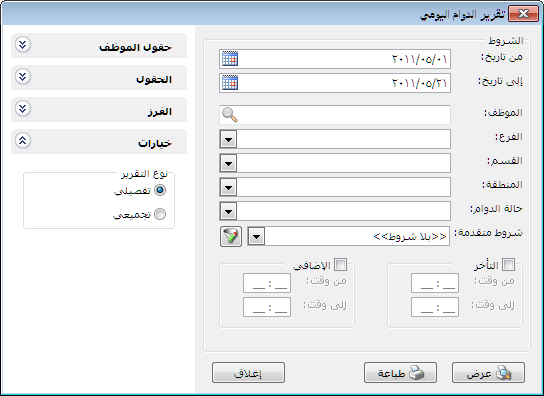 تقرير الدوام اليومي
الشروط
من تاريخ: ٢٠١١/٠٥/٠١
إلى تاريخ: ٢٠١١/٠٥/٢١
الموظف:
الفرع:
القسم:
المنطقة:
حالة الدوام:
شروط متقدمة: <<بلا شروط>>
التأخر
من وقت: __ : __
إلى وقت: __ : __
الإضافي
من وقت: __ : __
إلى وقت: __ : __
عرض
طباعة
إغلاق
حقول الموظف
الحقول
الفرز
خيارات
نوع التقرير
تفصيلي
تجميعي